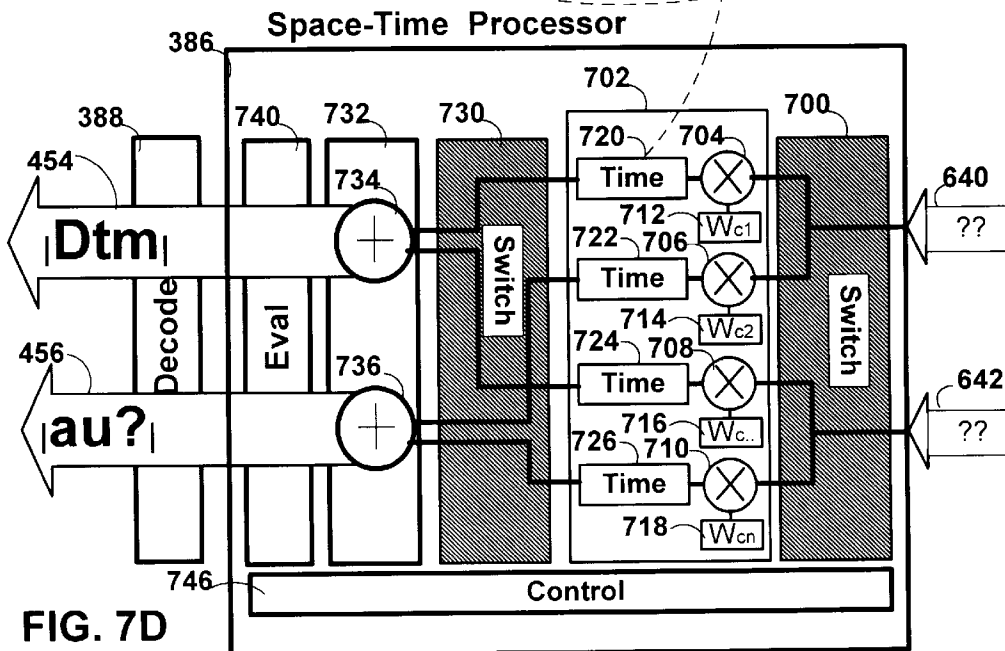 Space-Time Processor
386
702
388
740
732
730
700
454
720
704
640
734
Time
??
712
Wc1
|Dtm|
722
706
Switch
Time
Switch
714
Wc2
Decode
Eval
724
708
456
736
642
Time
|au?|
716
Wc..
??
726
710
Time
718
Wcn
746
Control
FIG. 7D